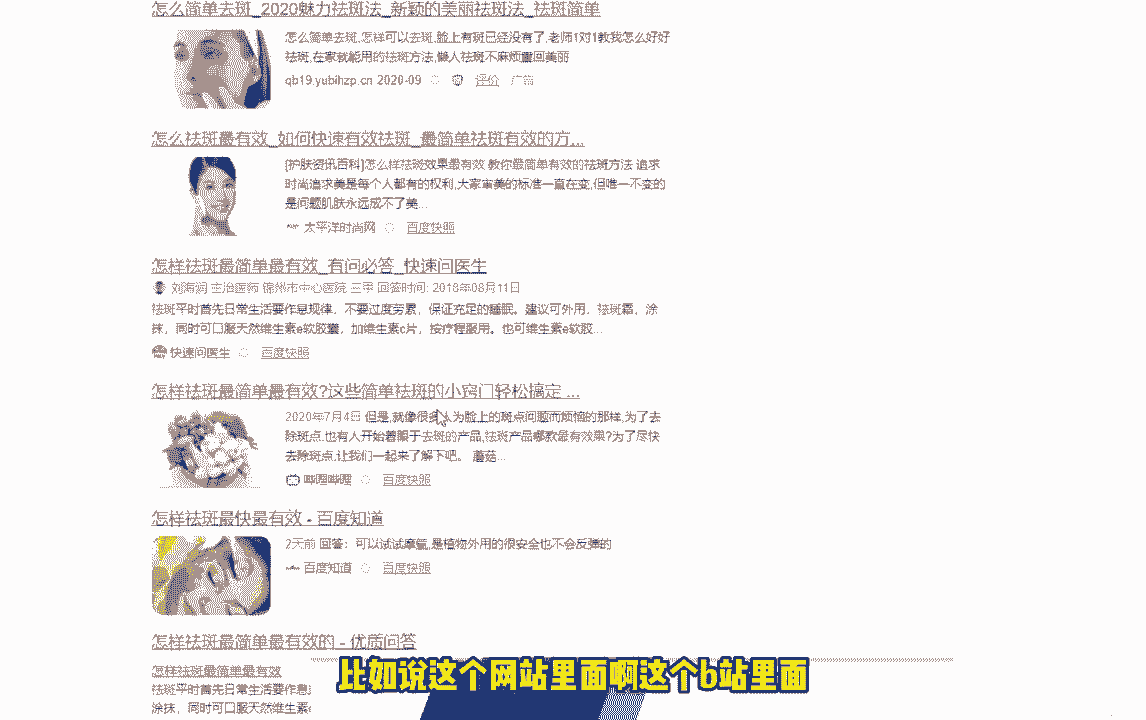 怎么简单去斑_2020魅力祛斑法_新颖的美丽祛斑法_祛斑简单
怎么简单去斑,怎样可以去斑,脸上有斑已经没有了,老师1对1教我怎么好好
祛斑,在家就能用的祛斑方法,懒人祛斑不麻烦重回美丽
qb19.yubihzp.cn 2020-09 评价 广告
怎么祛斑最有效_如何快速有效祛斑_最简单祛斑有效的方...
[护肤资讯百科]怎么样祛斑效果最有效 教你最简单有效的祛斑方法 追求
时尚追求美是每个人都有的权利,大家审美的标准一直在变,但唯一不变的
是问题肌肤永远成不了美...
太平洋时尚网 百度快照
怎样祛斑最简单最有效_有问必答_快速问医生
主治医师 锦州市中心医院 三甲 回答时间: 2018年08月11日
祛斑平时首先日常生活要作息规律，不要过度劳累，保证充足的睡眠。建议可外用，祛斑霜，涂
抹，同时可口服天然维生素e软胶囊，加维生素c片，按疗程服用。也可维生素e软胶...
快速问医生 百度快照
怎样祛斑最简单最有效?这些简单祛斑的小窍门轻松搞定 ...
2020年7月4日 但是,就像很多人为脸上的斑点问题而烦恼的那样,为了去
除斑点,也有人开始着眼于去斑的产品,祛斑产品哪款最有效果?为了尽快
去除斑点,让我们一起来了解下吧。 蘑菇...
哔哩哔哩 百度快照
怎样祛斑最快最有效 - 百度知道
2天前 回答：可以试试摩氧,是植物外用的很安全也不会反弹的
百度知道 百度快照
怎样祛斑最简单最有效的 - 优质问答
怎样祛斑最简单最有效
祛斑平时首先日常生活要作息
涂抹，同时可口服天然维生素e
比如说这个网站里面啊这个b站里面